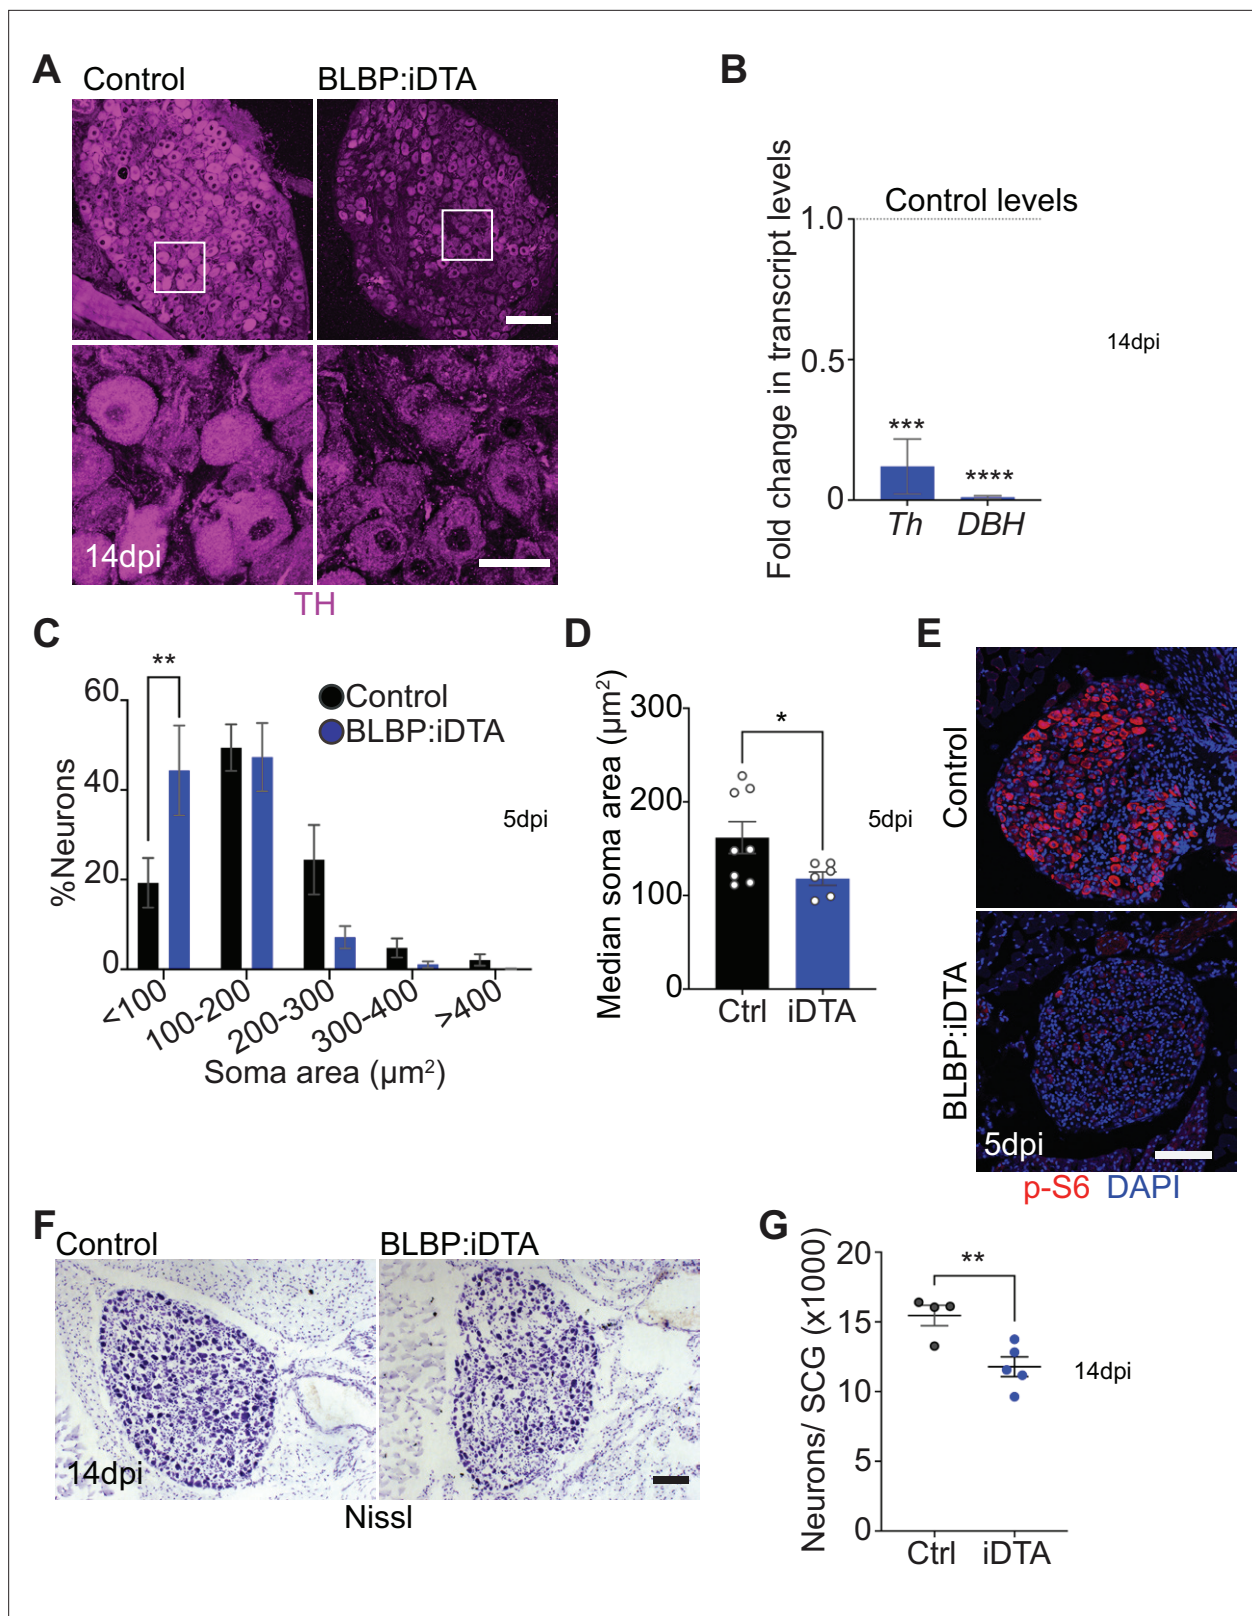 A
Control
BLBP:iDTA
14dpi
TH
B
Control levels
Fold change in transcript levels
1.0
0.5
0
***
****
Th
DBH
14dpi
C
**
Control
BLBP:iDTA
%Neurons
60
40
20
0
<100
100-200
200-300
300-400
>400
Soma area (µm²)
5dpi
D
Median soma area (µm²)
300
200
100
0
*
Ctrl
iDTA
5dpi
E
Control
BLBP:iDTA
5dpi
p-S6 DAPI
F
Control
BLBP:iDTA
14dpi
Nissl
G
Neurons/ SCG (x1000)
20
15
10
5
0
**
Ctrl
iDTA
14dpi